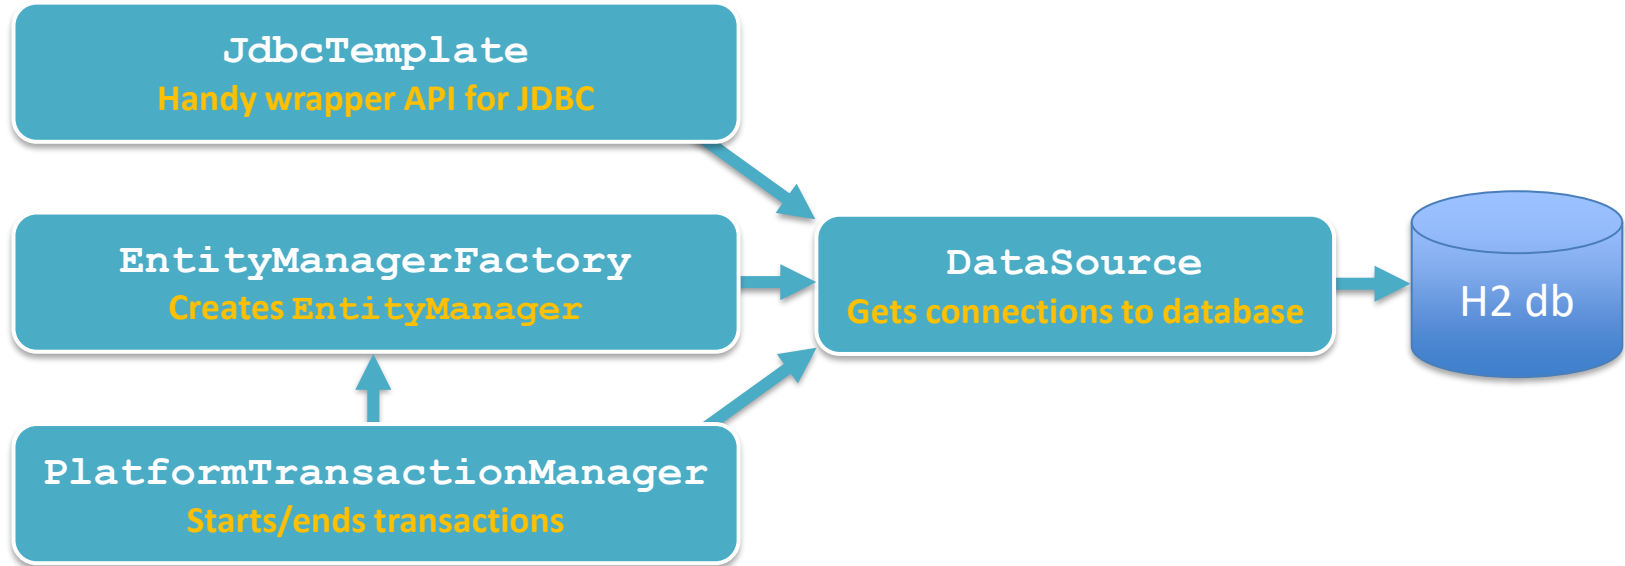 JdbcTemplate
Handy wrapper API for JDBC
EntityManagerFactory
Creates EntityManager
DataSource
Gets connections to database
H2 db
PlatformTransactionManager
Starts/ends transactions